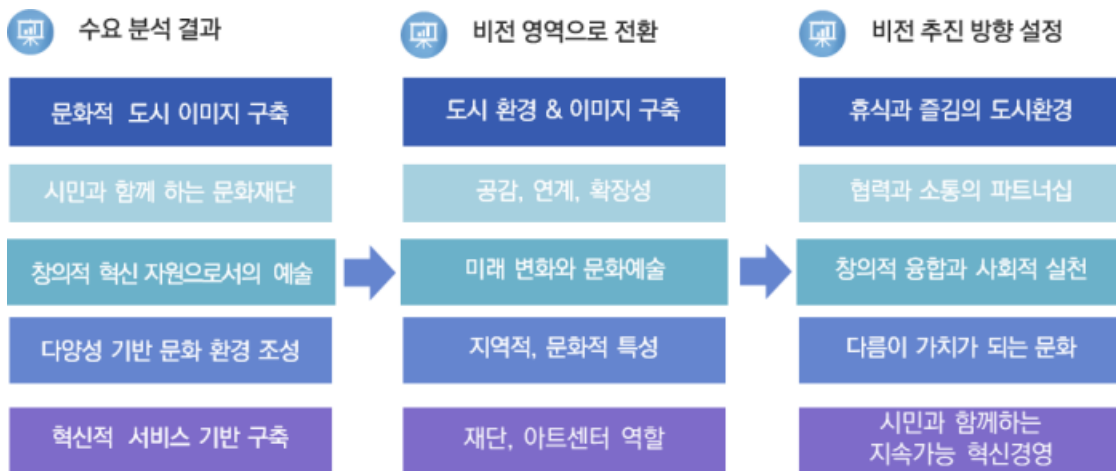 수요 분석 결과
비전 영역으로 전환
비전 추진 방향 설정
문화적 도시 이미지 구축
도시 환경 & 이미지 구축
휴식과 즐김의 도시환경
시민과 함께 하는 문화재단
공감, 연계, 확장성
협력과 소통의 파트너십
창의적 혁신 자원으로서의 예술
미래 변화와 문화예술
창의적 융합과 사회적 실천
다양성 기반 문화 환경 조성
지역적, 문화적 특성
다름이 가치가 되는 문화
혁신적 서비스 기반 구축
재단, 아트센터 역할
시민과 함께하는
지속가능 혁신경영